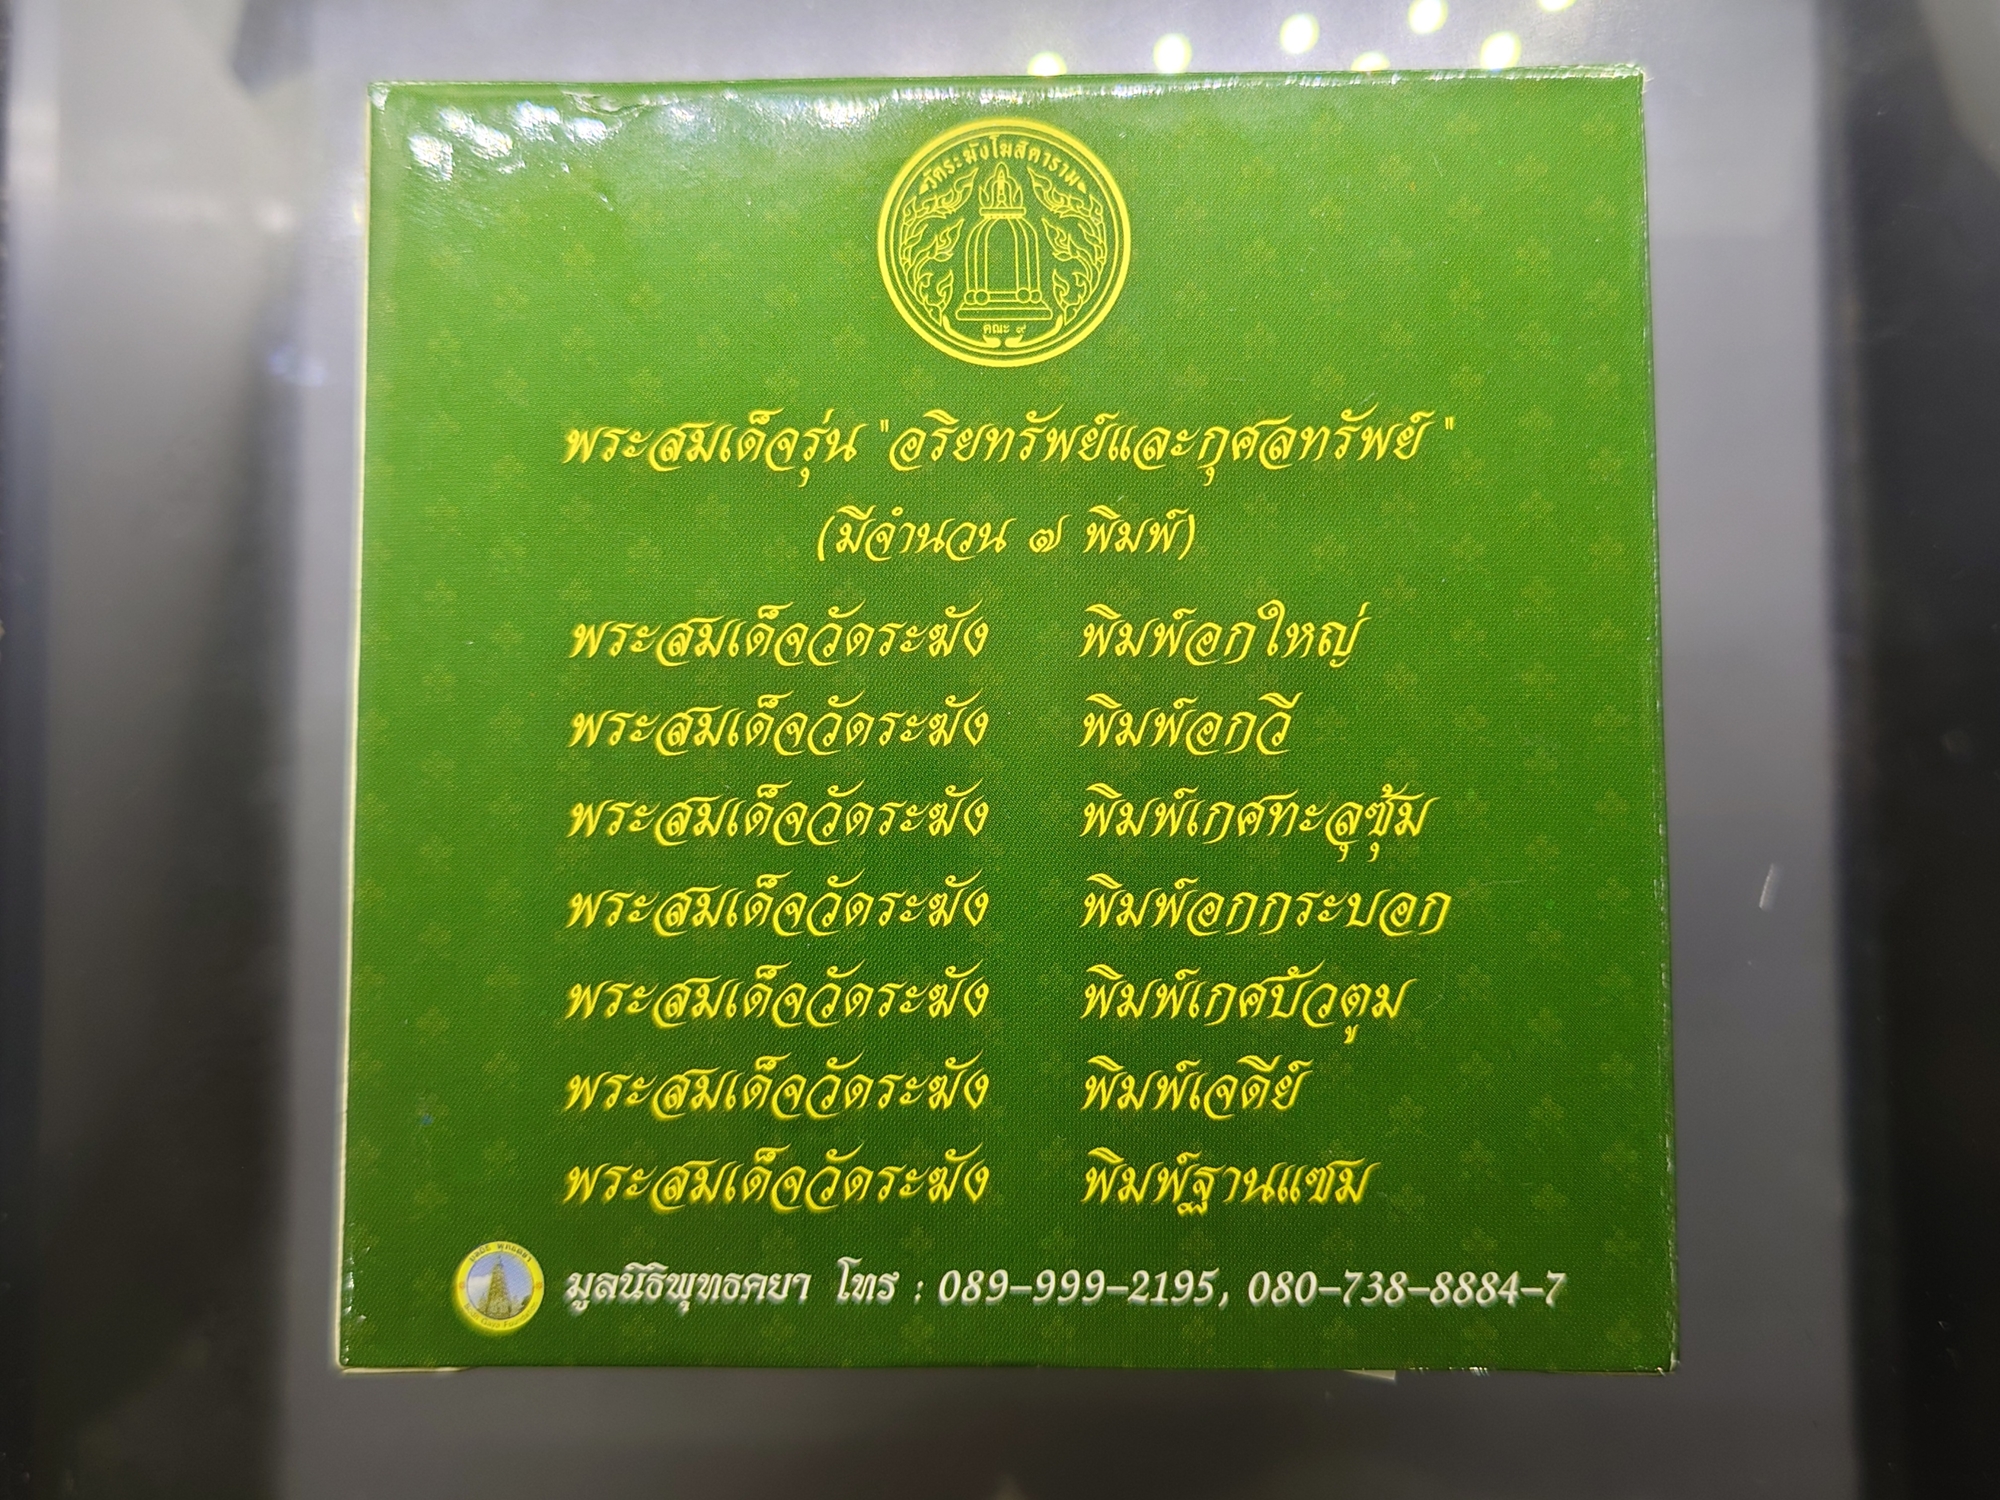 วัดระฆังโฆสิตาราม
คณะ ๙
พระสมเด็จรุ่น "อริยทรัพย์และกุศลทรัพย์ "
(มีจำนวน ๗ พิมพ์)
พระสมเด็จวัดระฆัง พิมพ์อกใหญ่
พระสมเด็จวัดระฆัง พิมพ์อกวี
พระสมเด็จวัดระฆัง พิมพ์เกศทะลุซุ้ม
พระสมเด็จวัดระฆัง พิมพ์อกกระบอก
พระสมเด็จวัดระฆัง พิมพ์เกศบัวตูม
พระสมเด็จวัดระฆัง พิมพ์เจดีย์
พระสมเด็จวัดระฆัง พิมพ์ฐานแซม
มูลนิธิพุทธคยา โทร : 089-999-2195, 080-738-8884-7